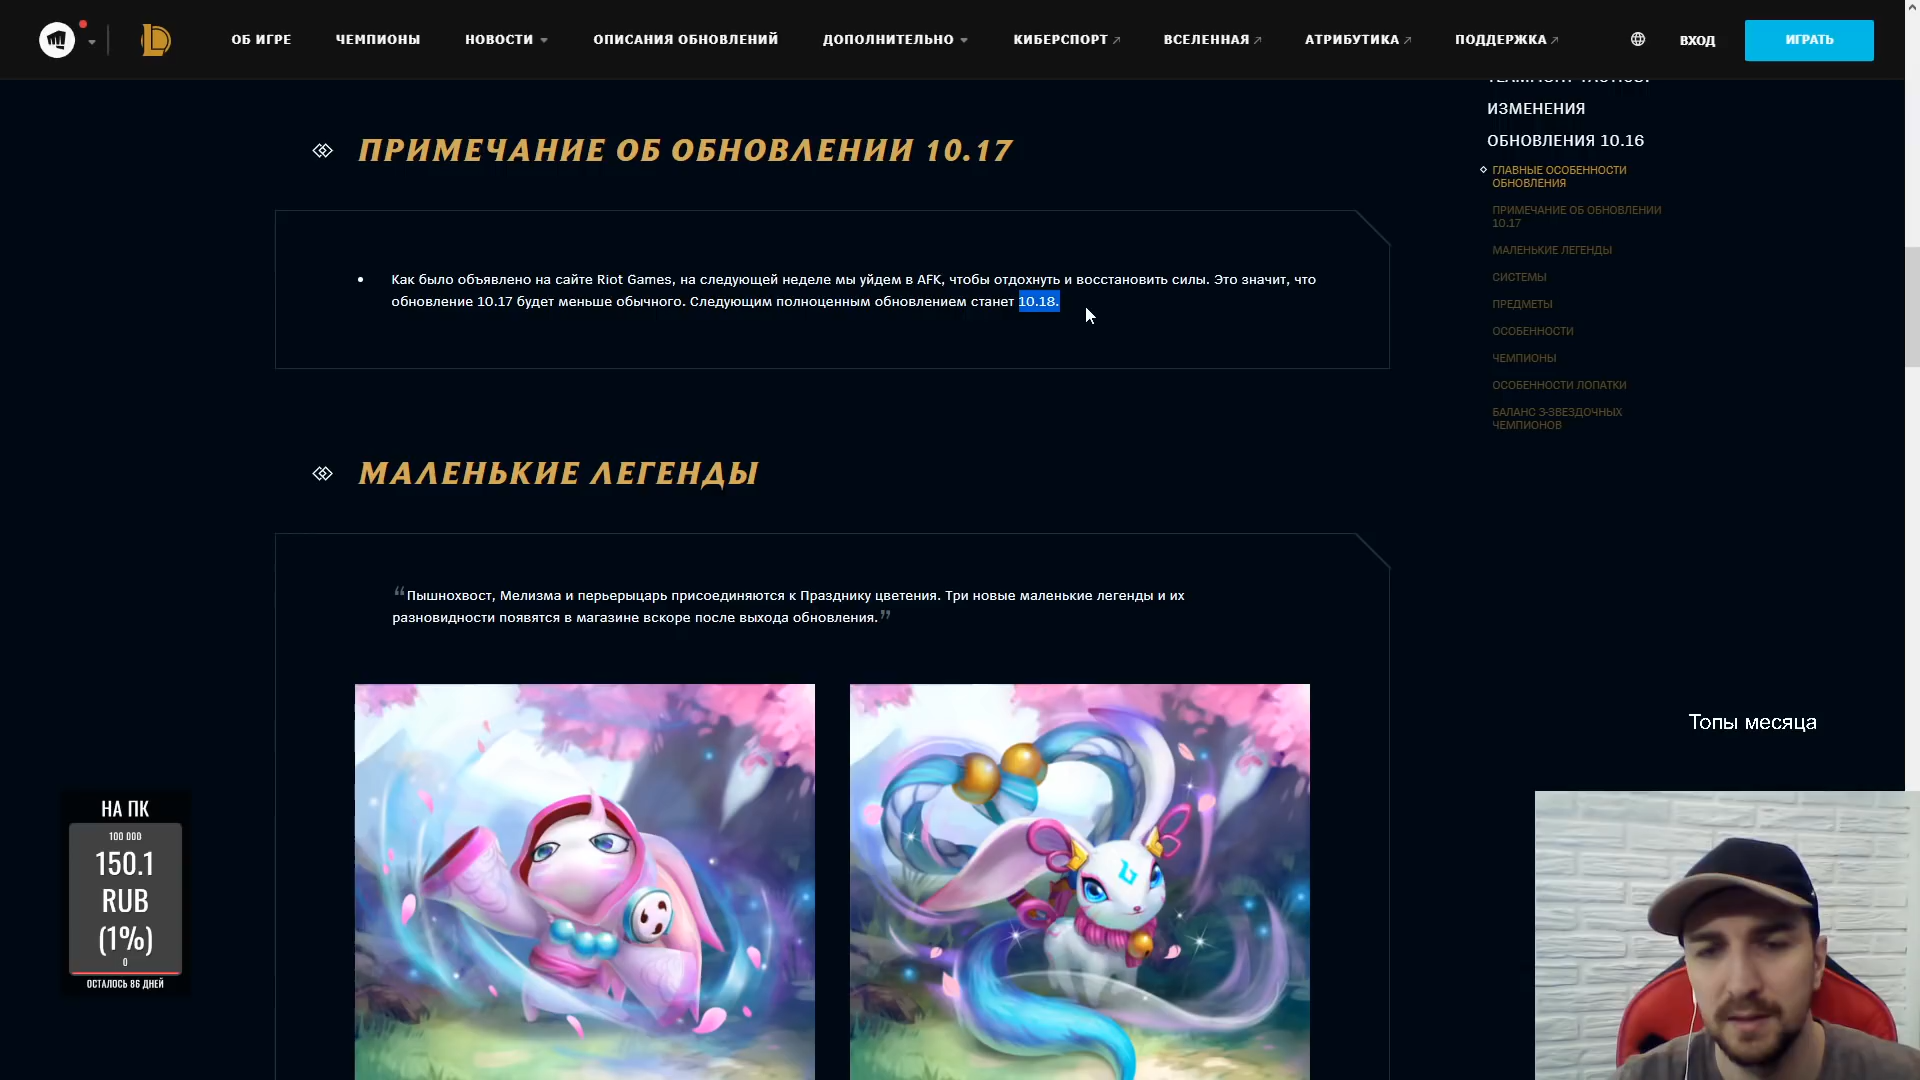 ОБ ИГРЕ
ЧЕМПИОНЫ
НОВОСТИ
ОПИСАНИЯ ОБНОВЛЕНИЙ
ДОПОЛНИТЕЛЬНО
КИБЕРСПОРТ
ВСЕЛЕННАЯ
АТРИБУТИКА
ПОДДЕРЖКА
ВХОД
ИГРАТЬ
ПРИМЕЧАНИЕ ОБ ОБНОВЛЕНИИ 10.17
Как было объявлено на сайте Riot Games, на следующей неделе мы уйдем в AFK, чтобы отдохнуть и восстановить силы. Это значит, что
обновление 10.17 будет меньше обычного. Следующим полноценным обновлением станет 10.18.
МАЛЕНЬКИЕ ЛЕГЕНДЫ
“Пышнохвост, Мелизма и перьерыцарь присоединяются к Празднику цветения. Три новые маленькие легенды и их
разновидности появятся в магазине вскоре после выхода обновления.”
ИЗМЕНЕНИЯ
ОБНОВЛЕНИЯ 10.16
ГЛАВНЫЕ ОСОБЕННОСТИ
ОБНОВЛЕНИЯ
ПРИМЕЧАНИЕ ОБ ОБНОВЛЕНИИ
10.17
МАЛЕНЬКИЕ ЛЕГЕНДЫ
СИСТЕМЫ
ПРЕДМЕТЫ
ОСОБЕННОСТИ
ЧЕМПИОНЫ
ОСОБЕННОСТИ ЛОПАТКИ
БАЛАНС 3-ЗВЕЗДОЧНЫХ
ЧЕМПИОНОВ
Топы месяца
НА ПК
100 000
150.1
RUB
(1%)
0
ОСТАЛОСЬ 86 ДНЕЙ